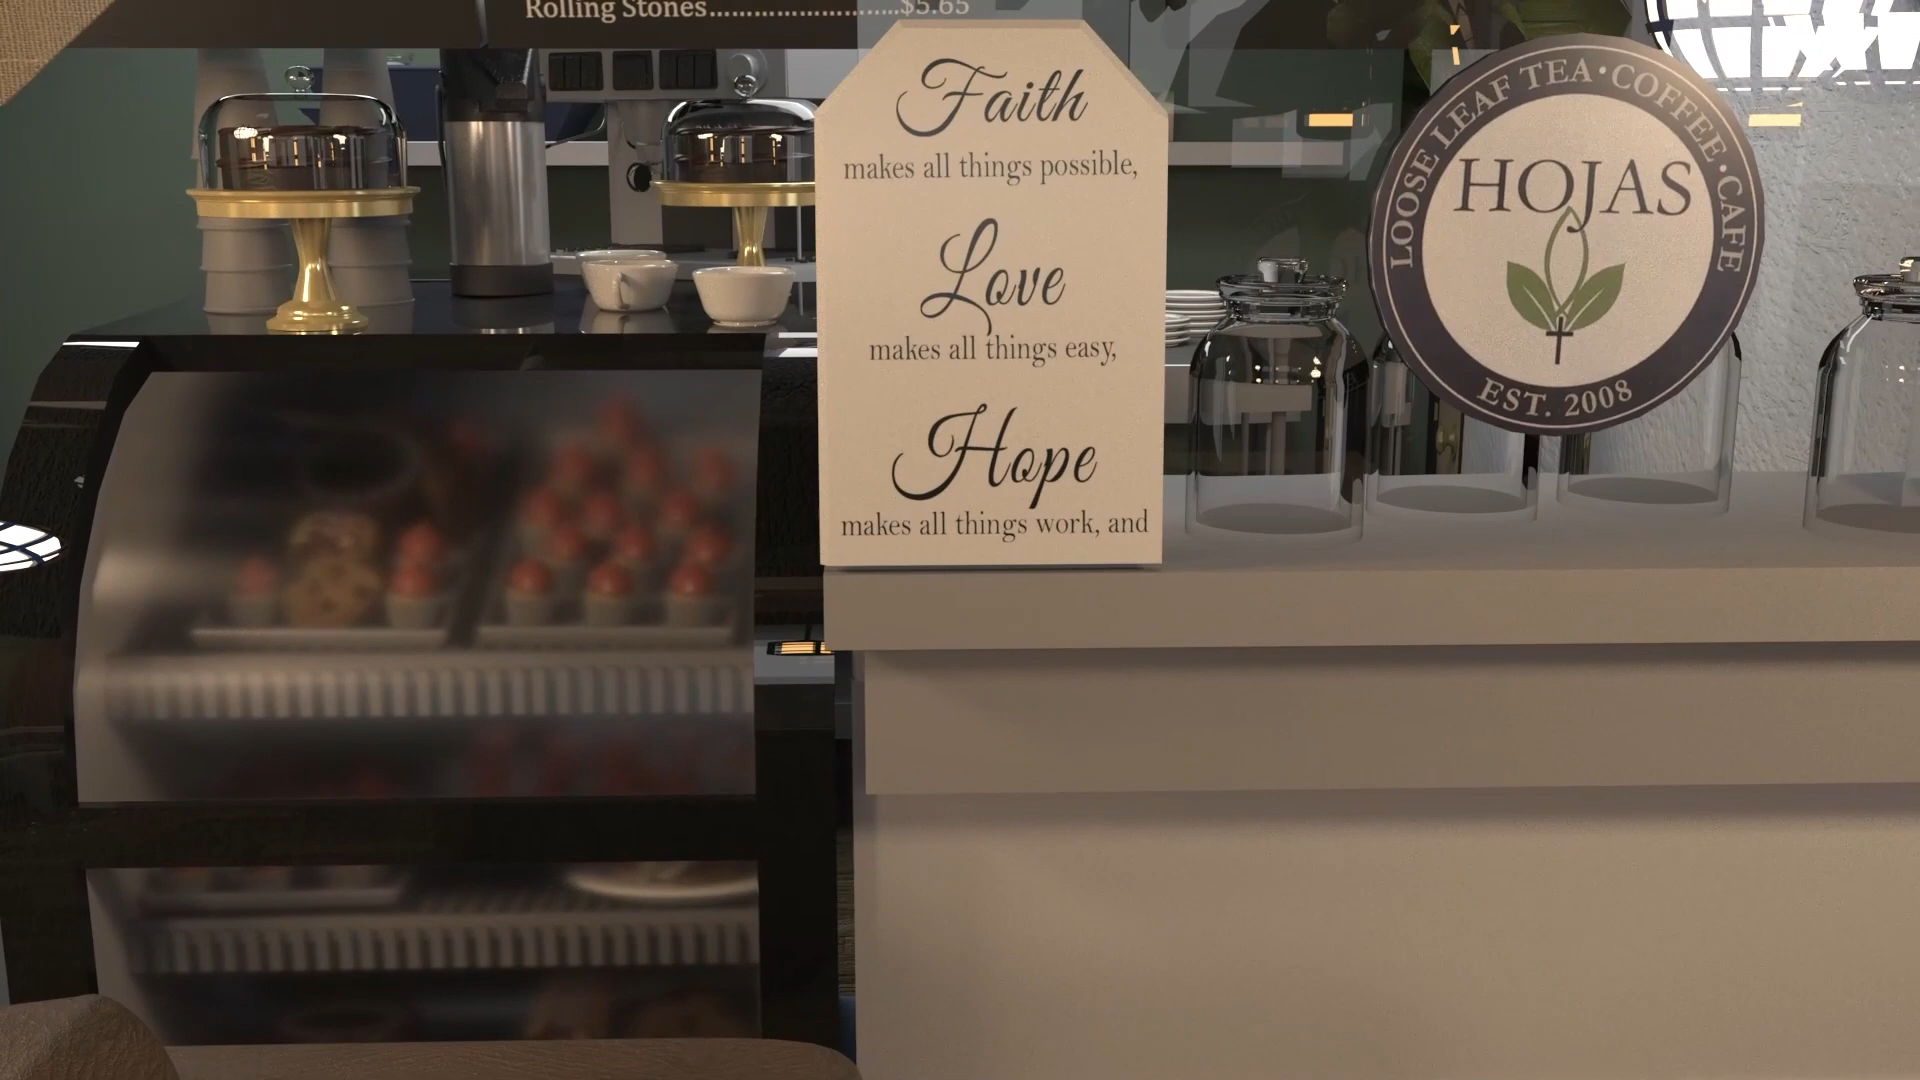 Rolling Stones..............................$5.65
Faith
makes all things possible,
Love
makes all things easy,
Hope
makes all things work, and
LOOSE LEAF TEA·COFFEE·CAFE
HOJAS
EST. 2008